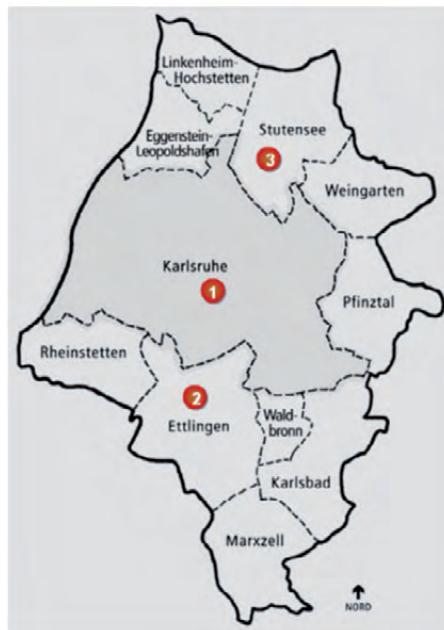 Linkenheim-
Hochstetten
Eggenstein-
Leopoldshafen
Stutensee
3
Weingarten
Karlsruhe
1
Pfinztal
Rheinstetten
2
Ettlingen
Wald-
bronn
Karlsbad
Marxzell
NORD